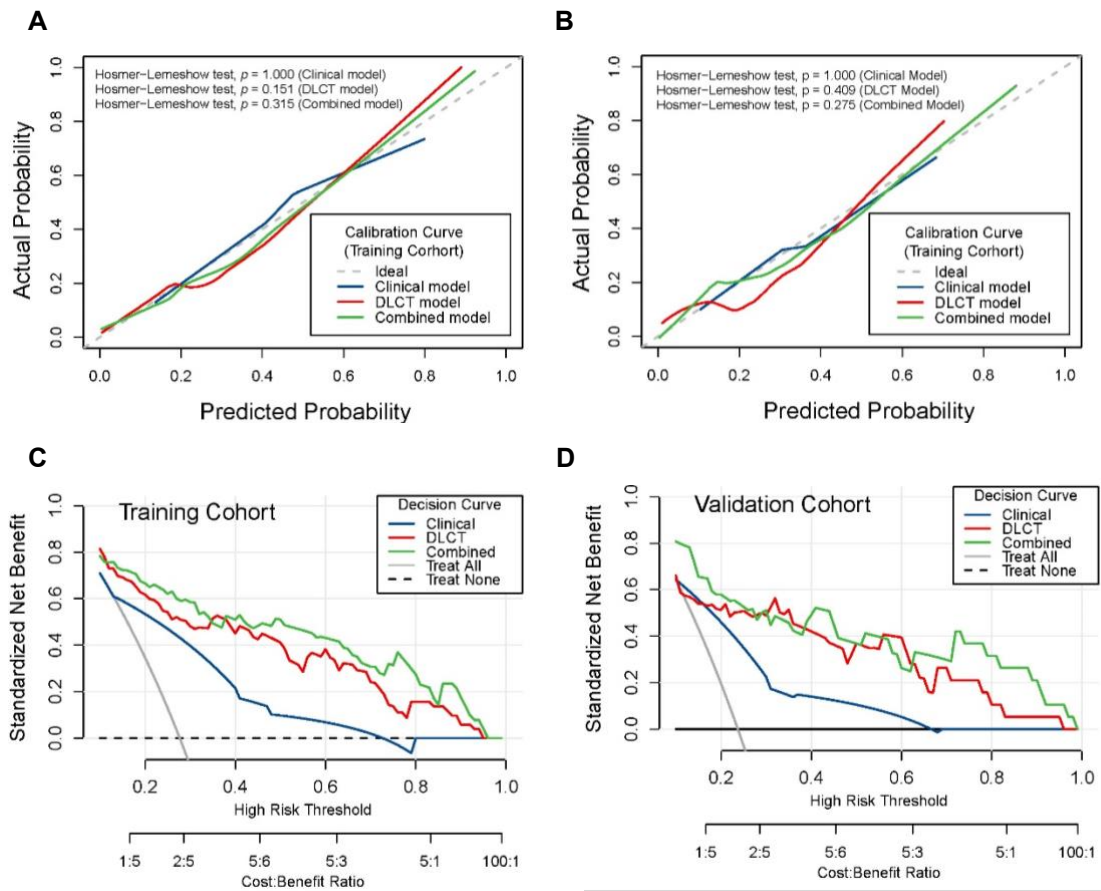 A
Hosmer-Lemeshow test, p = 1.000 (Clinical model)
Hosmer-Lemeshow test, p = 0.151 (DLCT model)
Hosmer-Lemeshow test, p = 0.315 (Combined model)
Actual Probability
1.0
0.8
0.6
0.4
0.2
0.0
Calibration Curve
(Training Corhort)
Ideal
Clinical model
DLCT model
Combined model
0.0 0.2 0.4 0.6 0.8 1.0
Predicted Probability
B
Hosmer-Lemeshow test, p = 1.000 (Clinical Model)
Hosmer-Lemeshow test, p = 0.409 (DLCT Model)
Hosmer-Lemeshow test, p = 0.275 (Combined Model)
Actual Probability
1.0
0.8
0.6
0.4
0.2
0.0
Calibration Curve
(Training Corhort)
Ideal
Clinical model
DLCT model
Combined model
0.0 0.2 0.4 0.6 0.8 1.0
Predicted Probability
C
Training Cohort
Decision Curve
Clinical
DLCT
Combined
Treat All
Treat None
Standardized Net Benefit
1.0
0.8
0.6
0.4
0.2
0.0
0.2 0.4 0.6 0.8 1.0
High Risk Threshold
1:5 2:5 5:6 5:3 5:1 100:1
Cost:Benefit Ratio
D
Validation Cohort
Decision Curve
Clinical
DLCT
Combined
Treat All
Treat None
Standardized Net Benefit
1.0
0.8
0.6
0.4
0.2
0.0
0.2 0.4 0.6 0.8 1.0
High Risk Threshold
1:5 2:5 5:6 5:3 5:1 100:1
Cost:Benefit Ratio